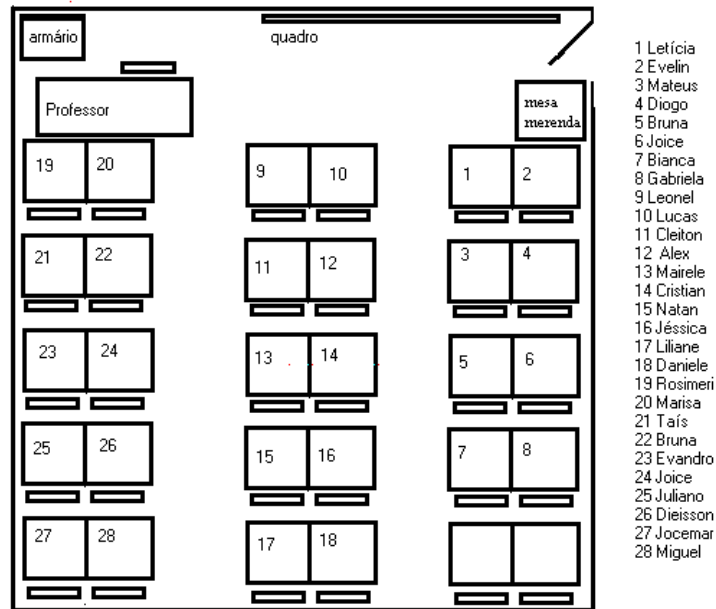 armário
quadro
Professor
mesa
merenda
19 20
9 10
1 2
21 22
11 12
3 4
23 24
13 14
5 6
25 26
15 16
7 8
27 28
17 18
1 Letícia
2 Evelin
3 Mateus
4 Diogo
5 Bruna
6 Joice
7 Bianca
8 Gabriela
9 Leonel
10 Lucas
11 Cleiton
12 Alex
13 Mairele
14 Cristian
15 Natan
16 Jéssica
17 Liliane
18 Daniele
19 Rosimeri
20 Marisa
21 Taís
22 Bruna
23 Evandro
24 Joice
25 Juliano
26 Dieisson
27 Jocemar
28 Miguel